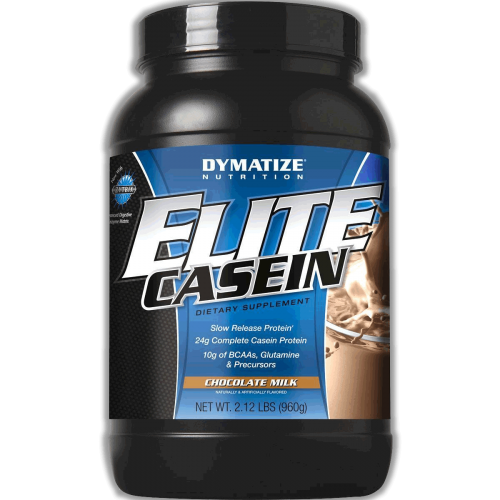 DYMATIZE®
NUTRITION
ELITE
CASEIN
DIETARY SUPPLEMENT
Slow Release Protein
24g Complete Casein Protein
10g of BCAAs, Glutamine
& Precursors
CHOCOLATE MILK
NATURALLY & ARTIFICIALLY FLAVORED
NET WT. 2.12 LBS (960g)